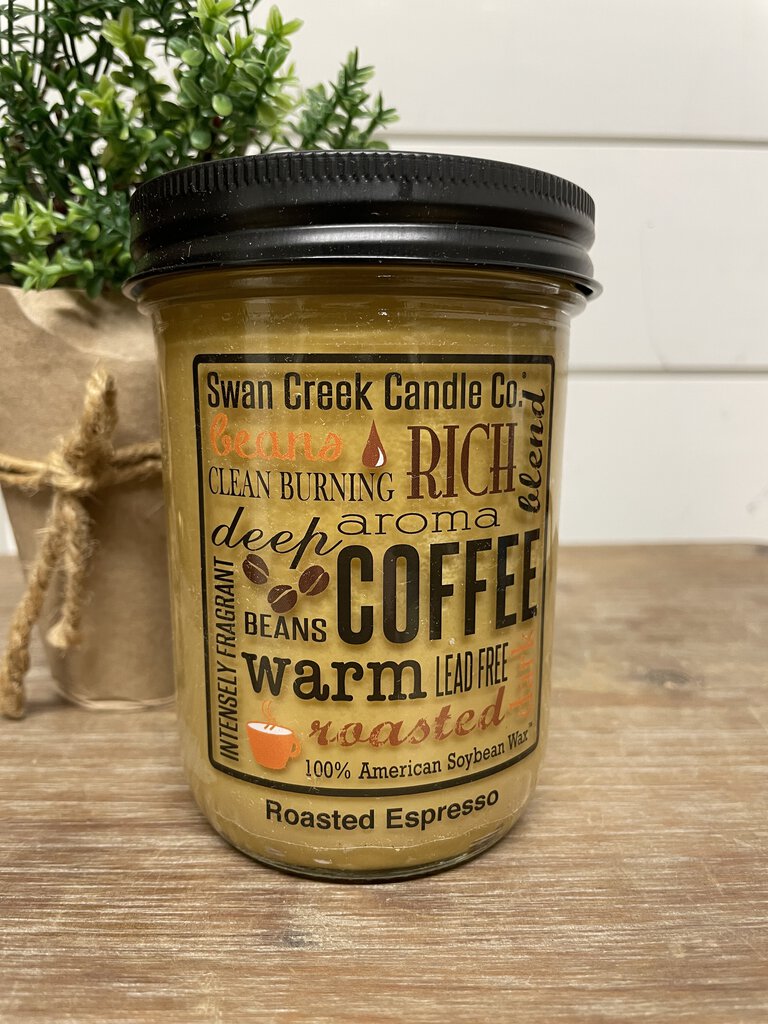 Swan Creek Candle Co.
beans
RICH
blend
CLEAN BURNING
deep
aroma
COFFEE
BEANS
INTENSELY FRAGRANT
warm
LEAD FREE
dark
roasted
100% American Soybean Wax™
Roasted Espresso